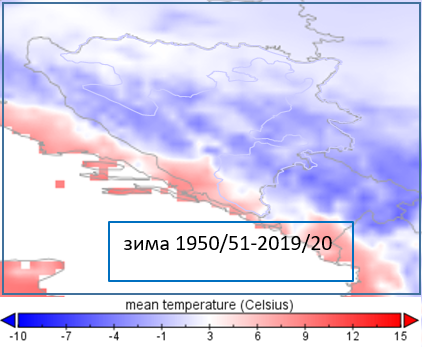 зима 1950/51-2019/20
mean temperature (Celsius)
-10 -7 -4 -1 3 6 9 12 15